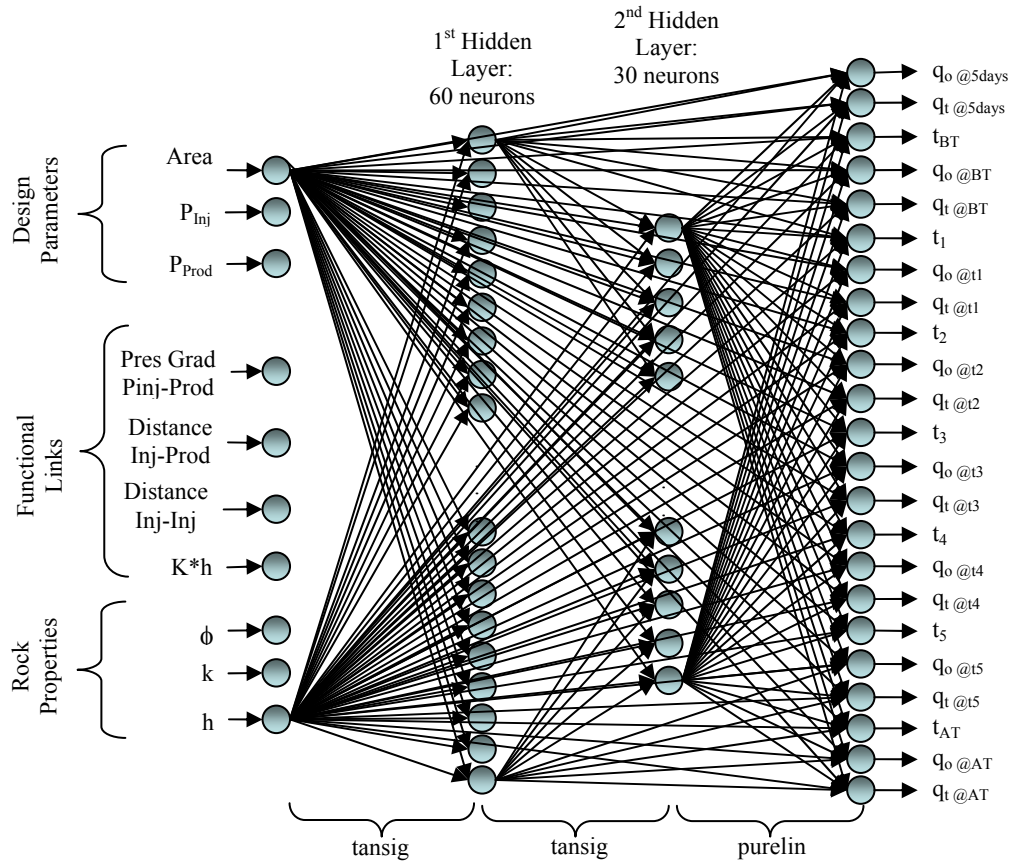 1st Hidden
Layer:
60 neurons
2nd Hidden
Layer:
30 neurons
Design
Parameters
Area
PInj
PProd
Functional
Links
Pres Grad
Pinj-Prod
Distance
Inj-Prod
Distance
Inj-Inj
K*h
Rock
Properties
ϕ
k
h
qo @5days
qt @5days
tBT
qo @BT
qt @BT
t1
qo @t1
qt @t1
t2
qo @t2
qt @t2
t3
qo @t3
qt @t3
t4
qo @t4
qt @t4
t5
qo @t5
qt @t5
tAT
qo @AT
qt @AT
tansig
tansig
purelin